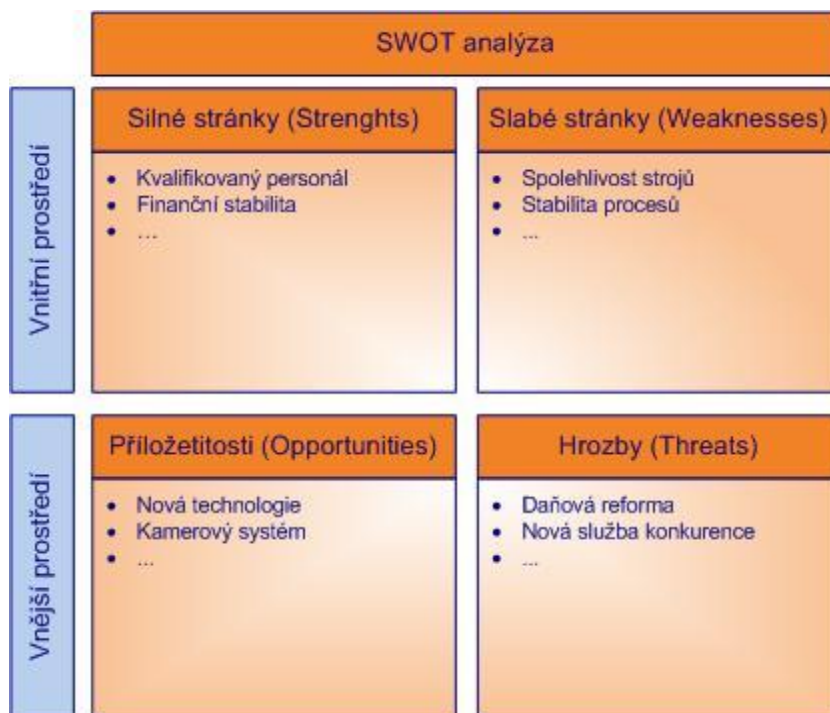 SWOT analýza
Vnitřní prostředí
Silné stránky (Strenghts)
• Kvalifikovaný personál
• Finanční stabilita
• ...
Slabé stránky (Weaknesses)
• Spolehlivost strojů
• Stabilita procesů
• ...
Vnější prostředí
Příložetitosti (Opportunities)
• Nová technologie
• Kamerový systém
• ...
Hrozby (Threats)
• Daňová reforma
• Nová služba konkurence
• ...